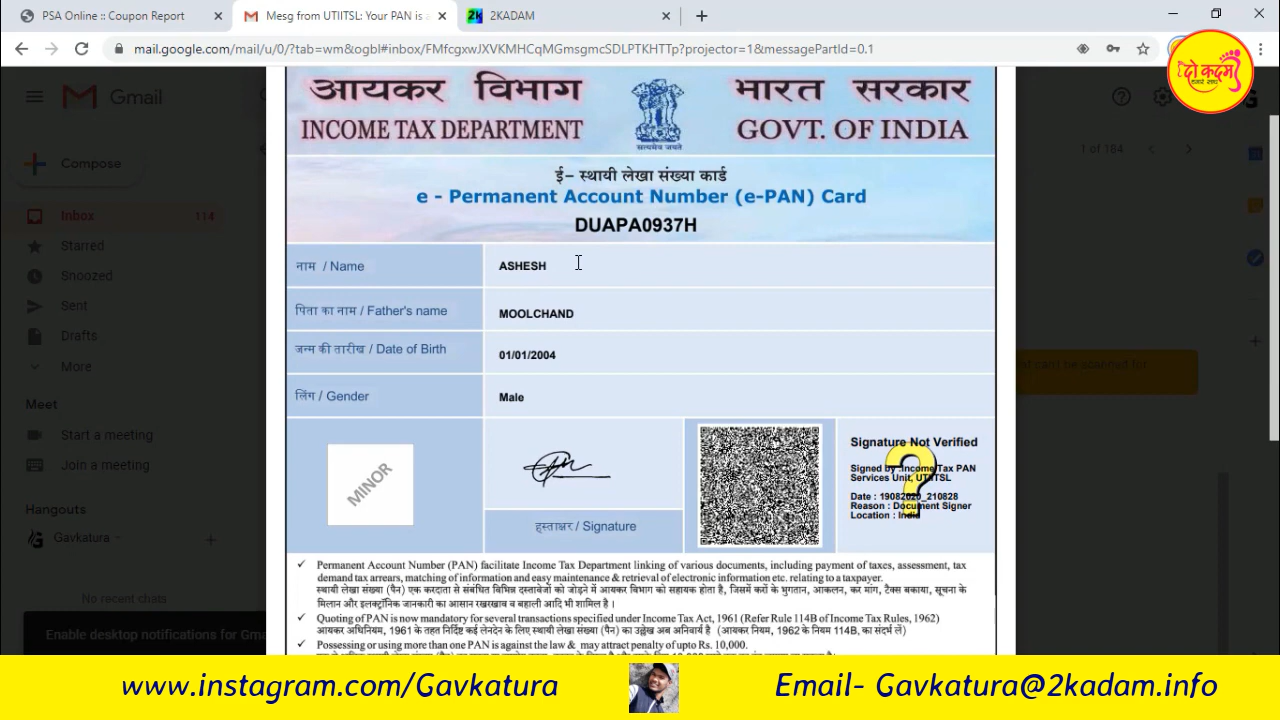 PSA Online :: Coupon Report
Mesg from UTIITSL: Your PAN is a
2KADAM
mail.google.com/mail/u/0/?tab=wm&ogbl#inbox/FMfcgxwJXVKMHCqMGmsgmcSDLPTKHTTp?projector=1&messagePartId=0.1
दो कदम
Gmail
1 of 184
Compose
Inbox 114
Starred
Snoozed
Sent
Drafts
More
Meet
Start a meeting
Join a meeting
Hangouts
Gavkatura
No recent chats
Enable desktop notifications for Gma
आयकर विभाग भारत सरकार
INCOME TAX DEPARTMENT GOVT. OF INDIA
सत्यमेव जयते
ई- स्थायी लेखा संख्या कार्ड
e - Permanent Account Number (e-PAN) Card
DUAPA0937H
नाम / Name ASHESH
पिता का नाम / Father's name MOOLCHAND
जन्म की तारीख / Date of Birth 01/01/2004
लिंग / Gender Male
MINOR
हस्ताक्षर / Signature
Signature Not Verified
Signed by :Income Tax PAN
Services Unit, UTIITSL
Date : 19082020_210828
Reason : Document Signer
Location : India
✓ Permanent Account Number (PAN) facilitate Income Tax Department linking of various documents, including payment of taxes, assessment, tax
demand tax arrears, matching of information and easy maintenance & retrieval of electronic information etc. relating to a taxpayer.
स्थायी लेखा संख्या (पैन) एक करदाता से संबंधित विभिन्न दस्तावेजों को जोड़ने में आयकर विभाग को सहायक होता है, जिसमें करों के भुगतान, आकलन, कर मांग, टैक्स बकाया, सूचना के
मिलान और इलक्ट्रॉनिक जानकारी का आसान रखरखाव व बहाली आदि भी शामिल है ।
✓ Quoting of PAN is now mandatory for several transactions specified under Income Tax Act, 1961 (Refer Rule 114B of Income Tax Rules, 1962)
आयकर अधिनियम, 1961 के तहत निर्दिष्ट कई लेनदेन के लिए स्थायी लेखा संख्या (पैन) का उल्लेख अब अनिवार्य है (आयकर नियम, 1962 के नियम 114B, का संदर्भ लें)
✓ Possessing or using more than one PAN is against the law & may attract penalty of upto Rs. 10,000.
www.instagram.com/Gavkatura
Email- Gavkatura@2kadam.info